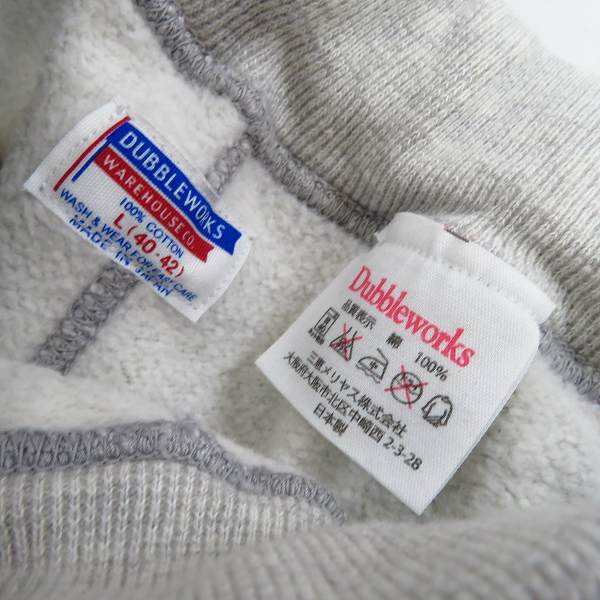 DUBBLEWORKS
WAREHOUSE CO.
100% COTTON
L (40-42)
WASH & WEAR FOR EASY CARE
MADE IN JAPAN
Dubbleworks
品質表示 綿 100%
三恵メリヤス株式会社
大阪府大阪市北区中崎西 2-3-28
日本製